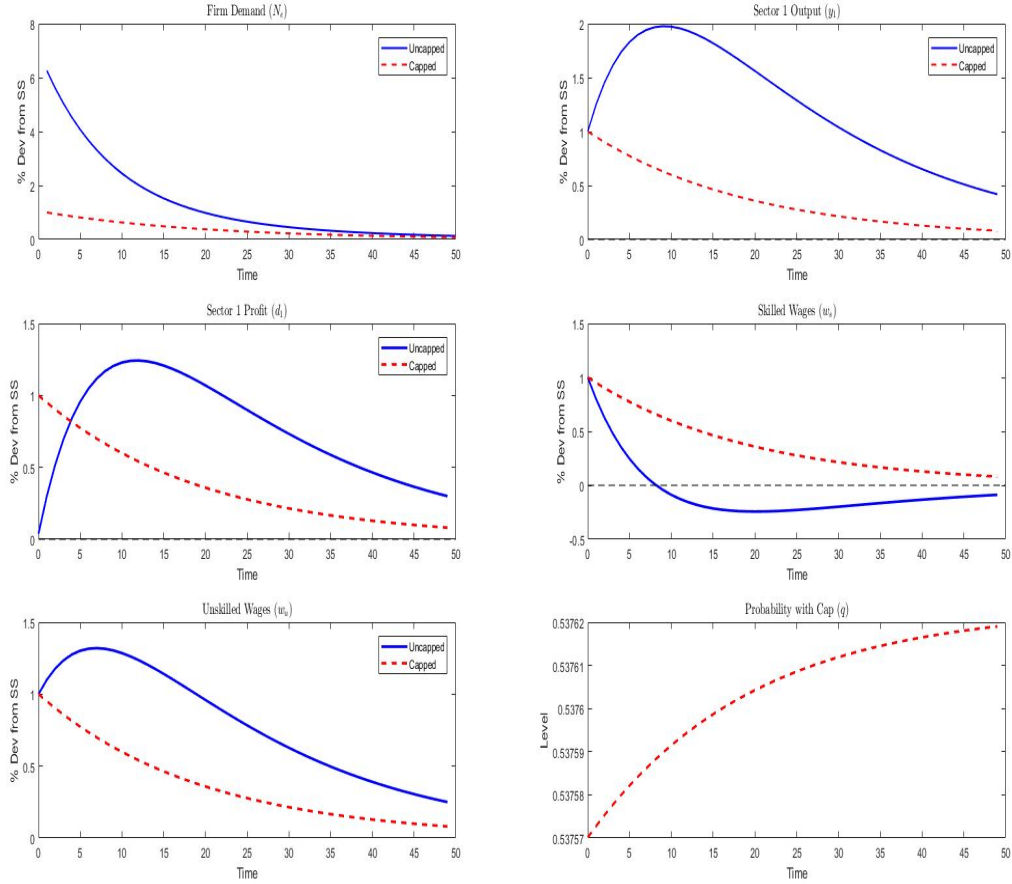 Firm Demand (Nₑ)
8
6
4
2
0
% Dev from SS
Uncapped
Capped
0 5 10 15 20 25 30 35 40 45 50
Time
Sector 1 Output (y₁)
2
1.5
1
0.5
0
% Dev from SS
Uncapped
Capped
0 5 10 15 20 25 30 35 40 45 50
Time
Sector 1 Profit (d₁)
1.5
1
0.5
0
% Dev from SS
Uncapped
Capped
0 5 10 15 20 25 30 35 40 45 50
Time
Skilled Wages (wₛ)
1.5
1
0.5
0
-0.5
% Dev from SS
Uncapped
Capped
0 5 10 15 20 25 30 35 40 45 50
Time
Unskilled Wages (wᵤ)
1.5
1
0.5
0
% Dev from SS
Uncapped
Capped
0 5 10 15 20 25 30 35 40 45 50
Time
Probability with Cap (q)
0.53762
0.53761
0.5376
0.53759
0.53758
0.53757
Level
0 5 10 15 20 25 30 35 40 45 50
Time